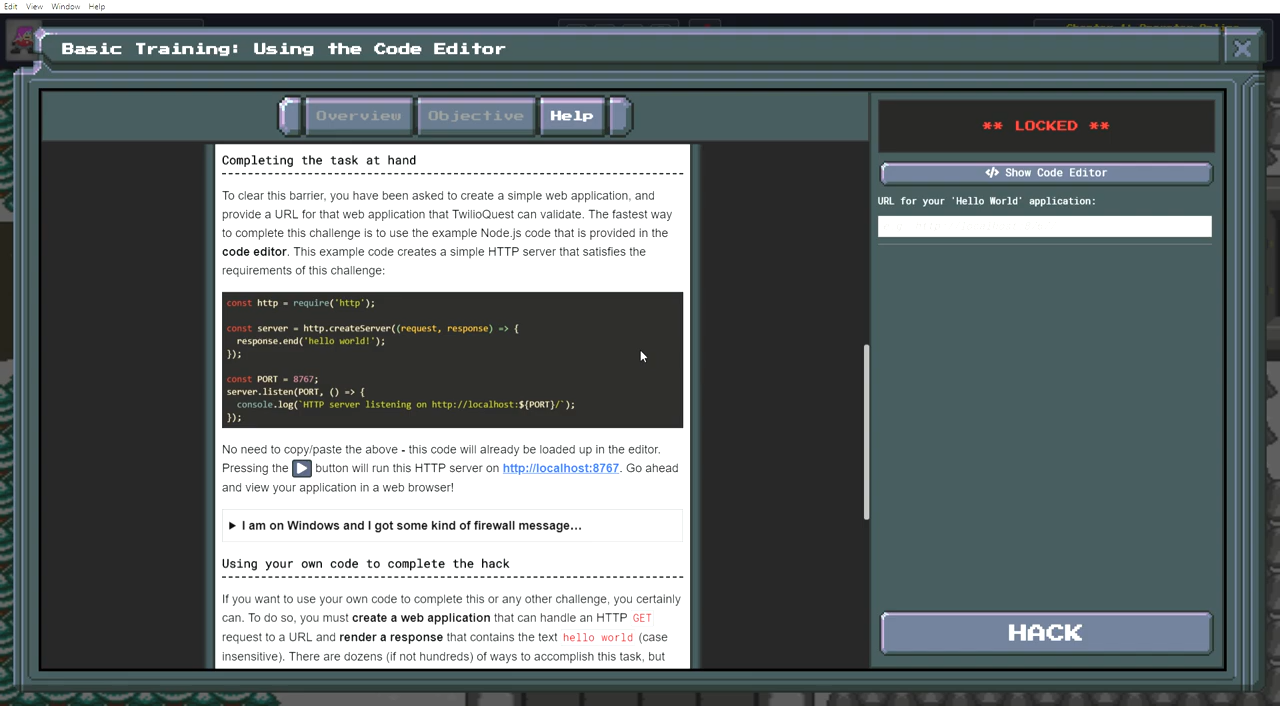 Edit View Window Help
Basic Training: Using the Code Editor
Overview Objective Help
** LOCKED **
Show Code Editor
URL for your 'Hello World' application:
HACK
Completing the task at hand
To clear this barrier, you have been asked to create a simple web application, and
provide a URL for that web application that TwilioQuest can validate. The fastest way
to complete this challenge is to use the example Node.js code that is provided in the
code editor. This example code creates a simple HTTP server that satisfies the
requirements of this challenge:
const http = require('http');
const server = http.createServer((request, response) => {
response.end('hello world!');
});
const PORT = 8767;
server.listen(PORT, () => {
console.log(`HTTP server listening on http://localhost:${PORT}/`);
});
No need to copy/paste the above - this code will already be loaded up in the editor.
Pressing the button will run this HTTP server on http://localhost:8767. Go ahead
and view your application in a web browser!
I am on Windows and I got some kind of firewall message...
Using your own code to complete the hack
If you want to use your own code to complete this or any other challenge, you certainly
can. To do so, you must create a web application that can handle an HTTP GET
request to a URL and render a response that contains the text hello world (case
insensitive). There are dozens (if not hundreds) of ways to accomplish this task, but